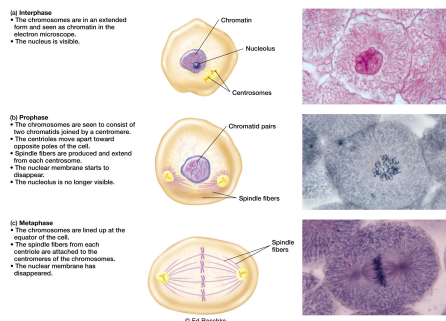 (a) Interphase
• The chromosomes are in an extended
form and seen as chromatin in the
electron microscope.
• The nucleus is visible.
Chromatin
Nucleolus
Centrosomes
(b) Prophase
• The chromosomes are seen to consist of
two chromatids joined by a centromere.
• The centrioles move apart toward
opposite poles of the cell.
• Spindle fibers are produced and extend
from each centrosome.
• The nuclear membrane starts to
disappear.
• The nucleolus is no longer visible.
Chromatid pairs
Spindle fibers
(c) Metaphase
• The chromosomes are lined up at the
equator of the cell.
• The spindle fibers from each
centriole are attached to the
centromeres of the chromosomes.
• The nuclear membrane has
disappeared.
Spindle
fibers
© Ed Reschke